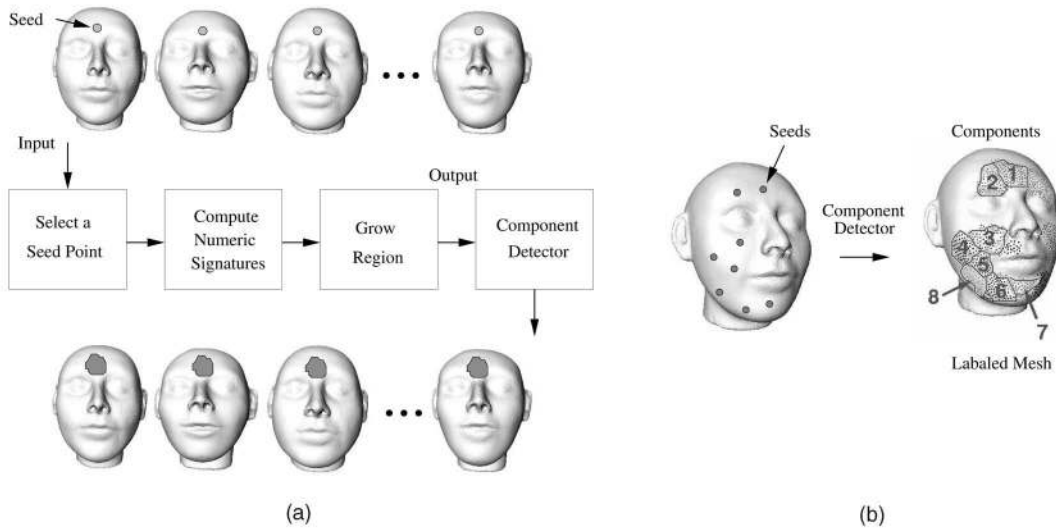 Seed
Input
Output
Select a
Seed Point
Compute
Numeric
Signatures
Grow
Region
Component
Detector
(a)
Seeds
Component
Detector
Components
1
2
3
4
5
6
8
7
Labaled Mesh
(b)